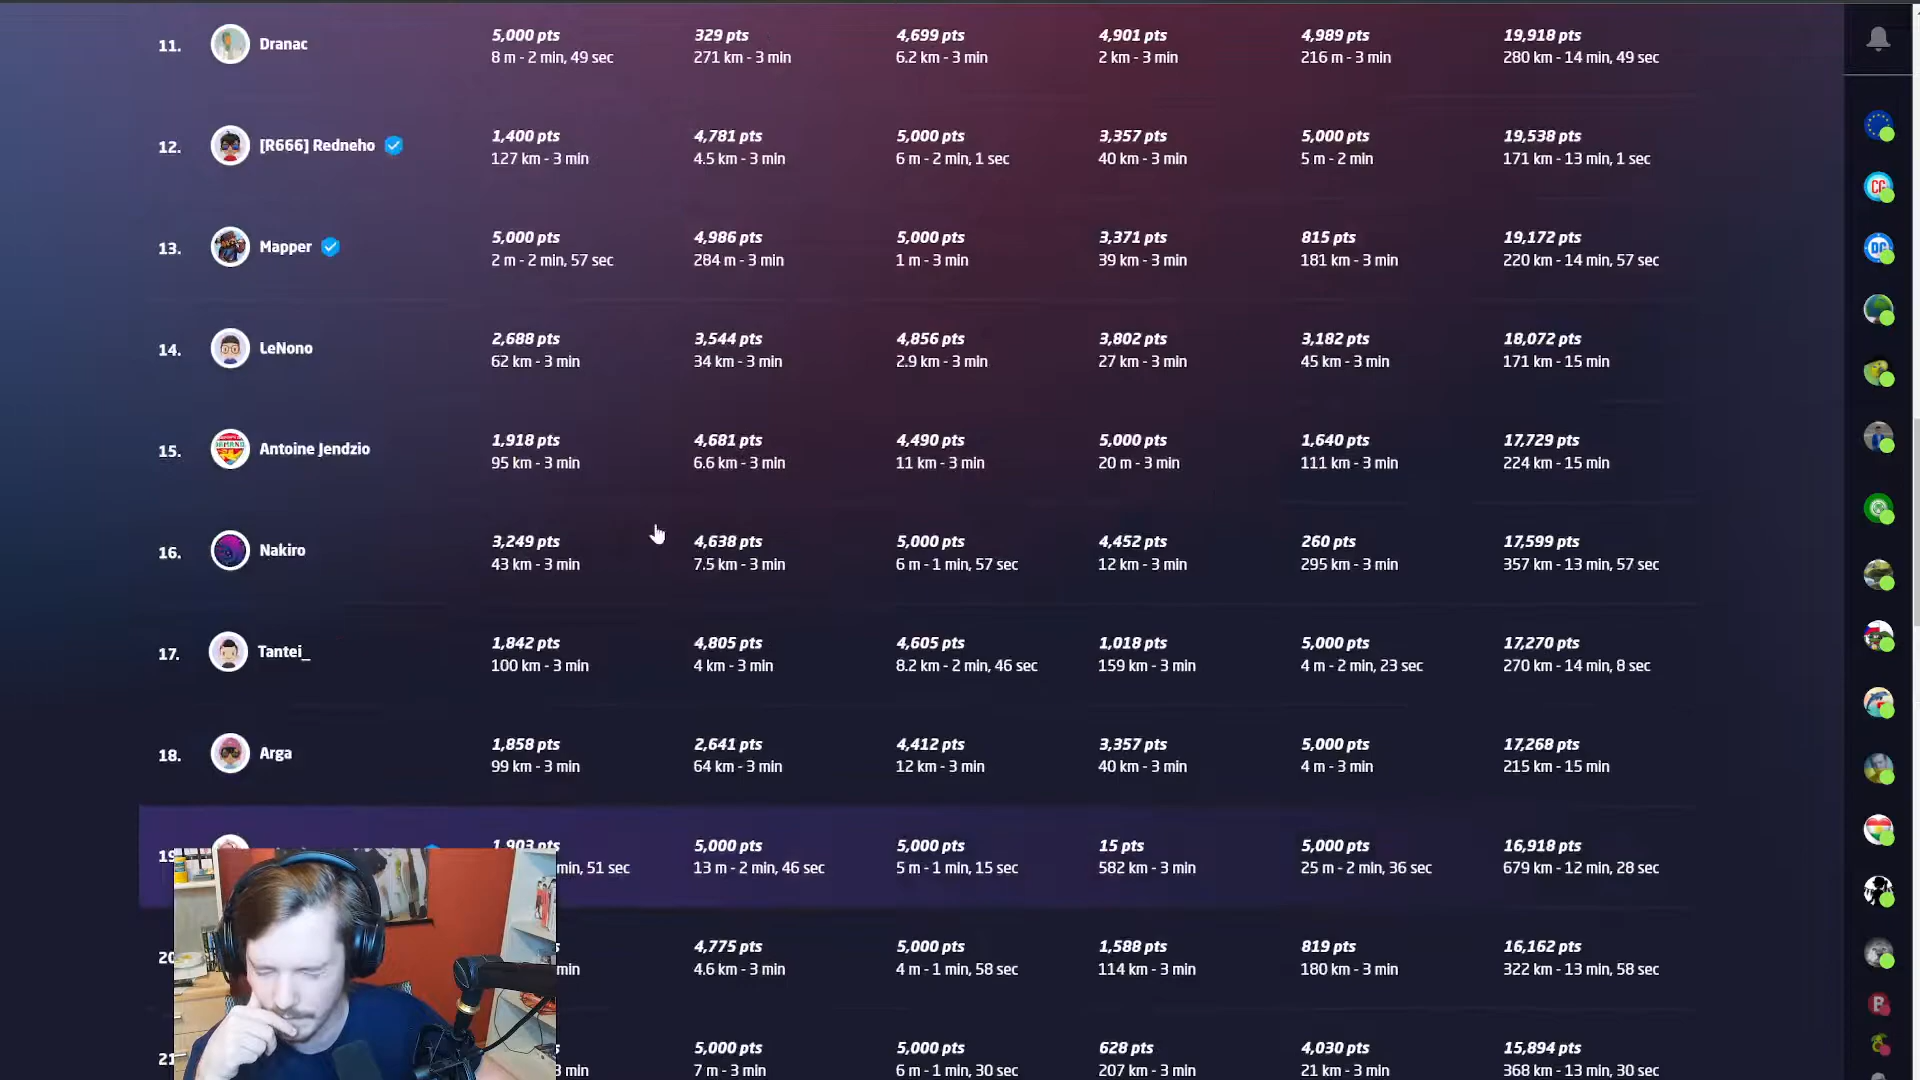 11. Dranac 5,000 pts 329 pts 4,699 pts 4,901 pts 4,989 pts 19,918 pts
8 m - 2 min, 49 sec 271 km - 3 min 6.2 km - 3 min 2 km - 3 min 216 m - 3 min 280 km - 14 min, 49 sec
12. [R666] Redneho 1,400 pts 4,781 pts 5,000 pts 3,357 pts 5,000 pts 19,538 pts
127 km - 3 min 4.5 km - 3 min 6 m - 2 min, 1 sec 40 km - 3 min 5 m - 2 min 171 km - 13 min, 1 sec
13. Mapper 5,000 pts 4,986 pts 5,000 pts 3,371 pts 815 pts 19,172 pts
2 m - 2 min, 57 sec 284 m - 3 min 1 m - 3 min 39 km - 3 min 181 km - 3 min 220 km - 14 min, 57 sec
14. LeNono 2,688 pts 3,544 pts 4,856 pts 3,802 pts 3,182 pts 18,072 pts
62 km - 3 min 34 km - 3 min 2.9 km - 3 min 27 km - 3 min 45 km - 3 min 171 km - 15 min
15. Antoine Jendzio 1,918 pts 4,681 pts 4,490 pts 5,000 pts 1,640 pts 17,729 pts
95 km - 3 min 6.6 km - 3 min 11 km - 3 min 20 m - 3 min 111 km - 3 min 224 km - 15 min
16. Nakiro 3,249 pts 4,638 pts 5,000 pts 4,452 pts 260 pts 17,599 pts
43 km - 3 min 7.5 km - 3 min 6 m - 1 min, 57 sec 12 km - 3 min 295 km - 3 min 357 km - 13 min, 57 sec
17. Tantei_ 1,842 pts 4,805 pts 4,605 pts 1,018 pts 5,000 pts 17,270 pts
100 km - 3 min 4 km - 3 min 8.2 km - 2 min, 46 sec 159 km - 3 min 4 m - 2 min, 23 sec 270 km - 14 min, 8 sec
18. Arga 1,858 pts 2,641 pts 4,412 pts 3,357 pts 5,000 pts 17,268 pts
99 km - 3 min 64 km - 3 min 12 km - 3 min 40 km - 3 min 4 m - 3 min 215 km - 15 min
19 1,903 pts 5,000 pts 5,000 pts 15 pts 5,000 pts 16,918 pts
min, 51 sec 13 m - 2 min, 46 sec 5 m - 1 min, 15 sec 582 km - 3 min 25 m - 2 min, 36 sec 679 km - 12 min, 28 sec
20 4,775 pts 5,000 pts 1,588 pts 819 pts 16,162 pts
min 4.6 km - 3 min 4 m - 1 min, 58 sec 114 km - 3 min 180 km - 3 min 322 km - 13 min, 58 sec
21 5,000 pts 5,000 pts 628 pts 4,030 pts 15,894 pts
3 min 7 m - 3 min 6 m - 1 min, 30 sec 207 km - 3 min 21 km - 3 min 368 km - 13 min, 30 sec
CG
B